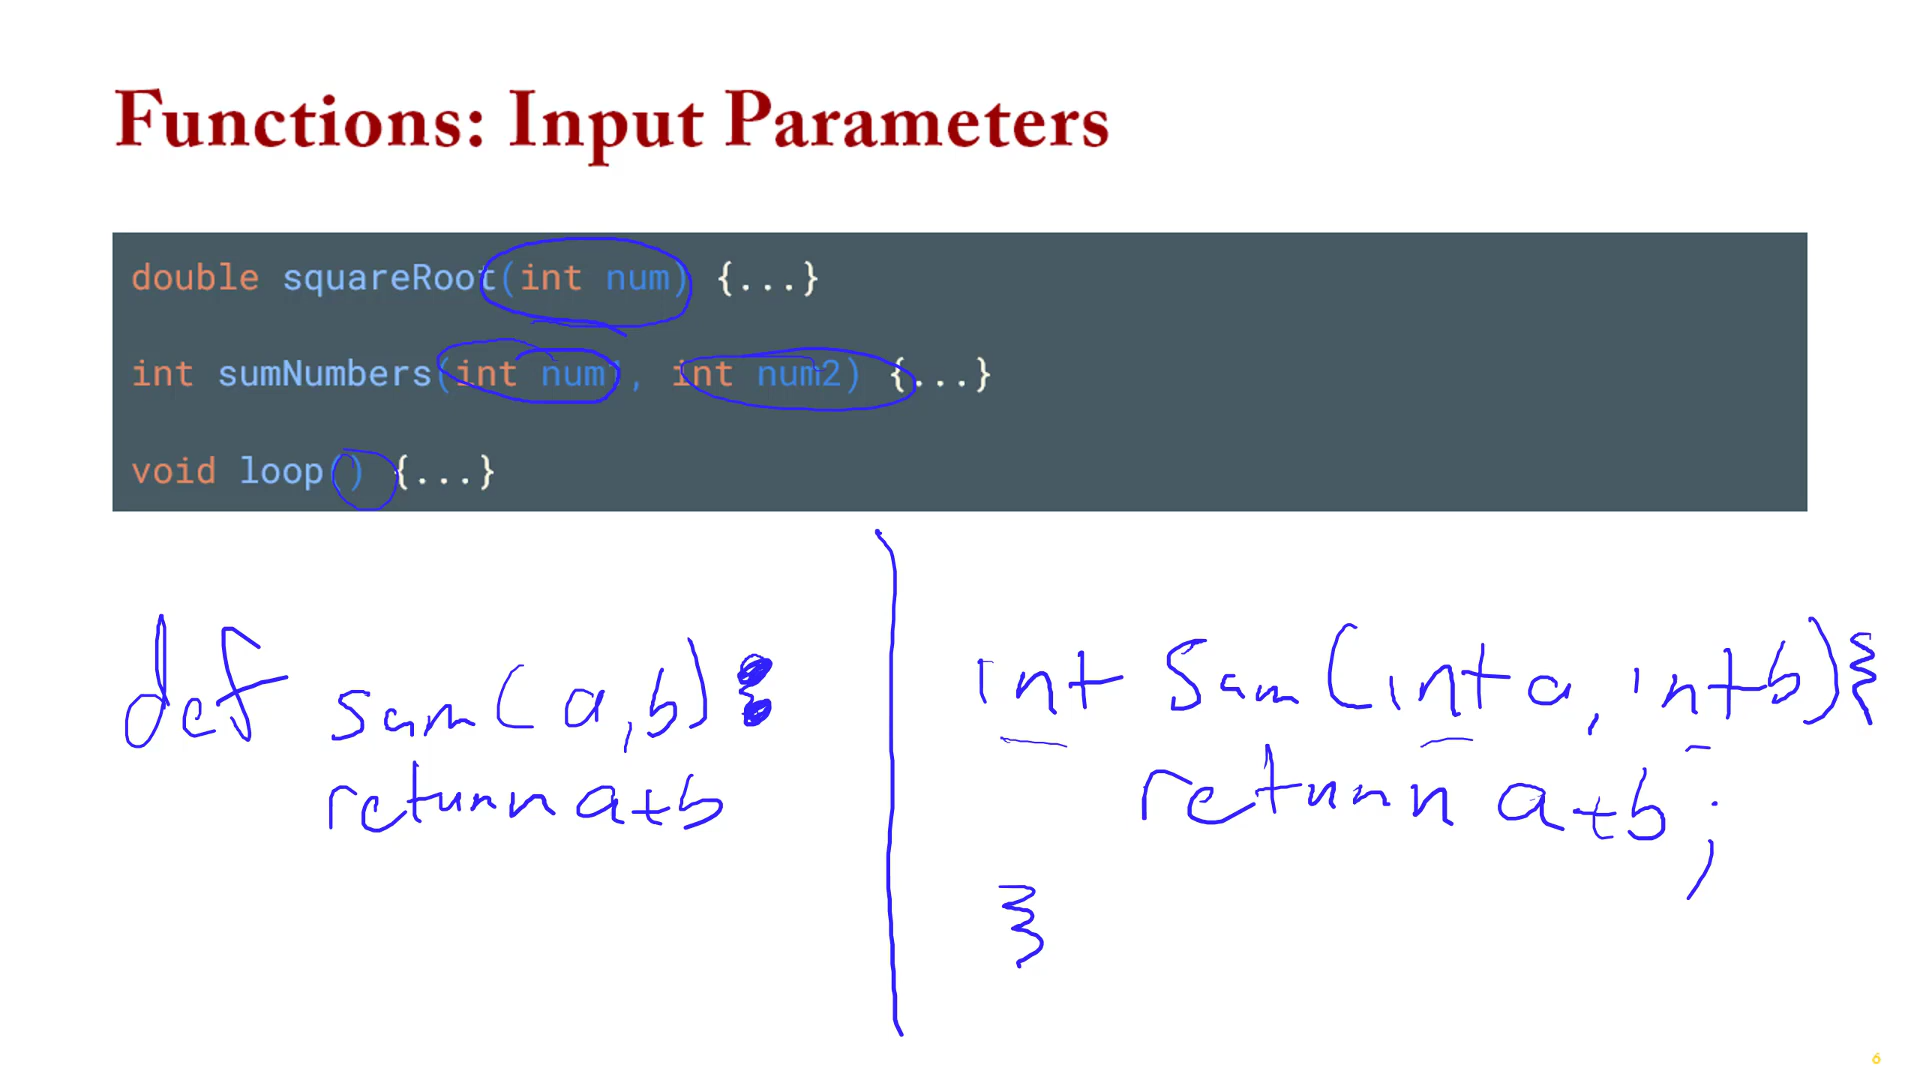 Functions: Input Parameters
double squareRoot(int num) {...}
int sumNumbers(int num, int num2) {...}
void loop() {...}
def sum(a,b):
return a+b
int sum(int a, int b){
return a+b;
}
6